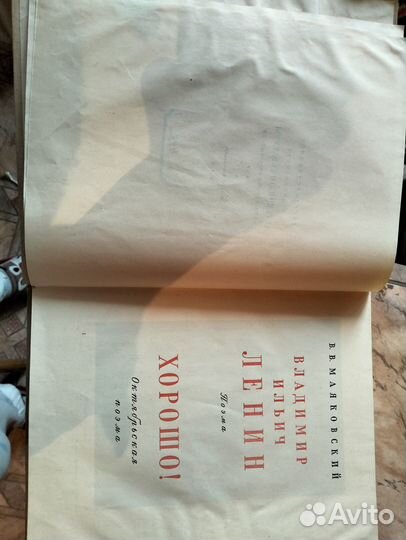 В. В. МАЯКОВСКИЙ
ВЛАДИМИР
ИЛЬИЧ
ЛЕНИН
Поэма
ХОРОШО!
Октябрьская
поэма
Avito